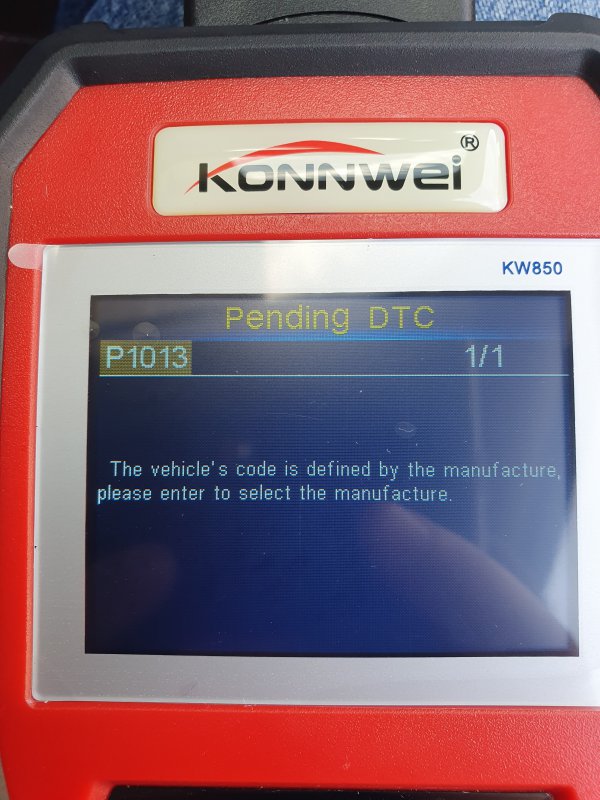 KONNWEI®
KW850
Pending DTC
P1013 1/1
The vehicle's code is defined by the manufacture,
please enter to select the manufacture.